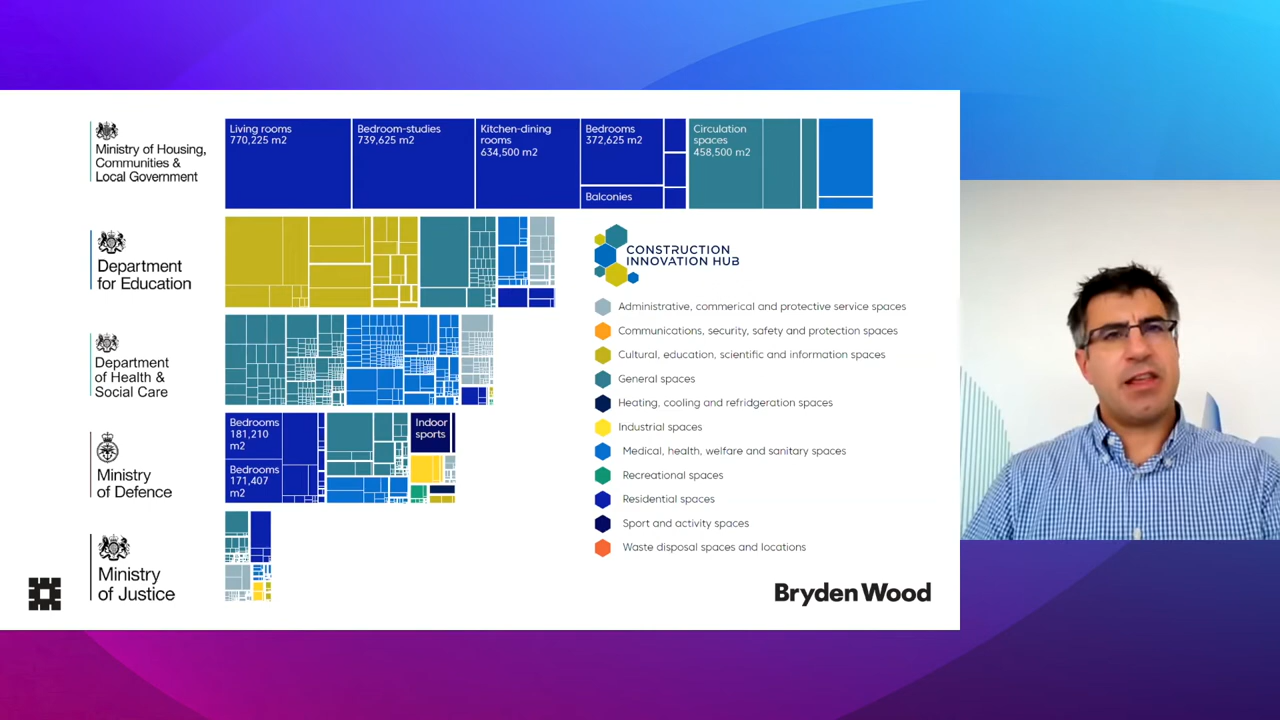 Ministry of Housing,
Communities &
Local Government
Living rooms
770,225 m2
Bedroom-studies
739,625 m2
Kitchen-dining
rooms
634,500 m2
Bedrooms
372,625 m2
Balconies
Circulation
spaces
458,500 m2
Department
for Education
Department
of Health &
Social Care
Ministry
of Defence
Bedrooms
181,210
m2
Bedrooms
171,407
m2
Indoor
sports
Ministry
of Justice
CONSTRUCTION
INNOVATION HUB
Administrative, commerical and protective service spaces
Communications, security, safety and protection spaces
Cultural, education, scientific and information spaces
General spaces
Heating, cooling and refridgeration spaces
Industrial spaces
Medical, health, welfare and sanitary spaces
Recreational spaces
Residential spaces
Sport and activity spaces
Waste disposal spaces and locations
Bryden Wood